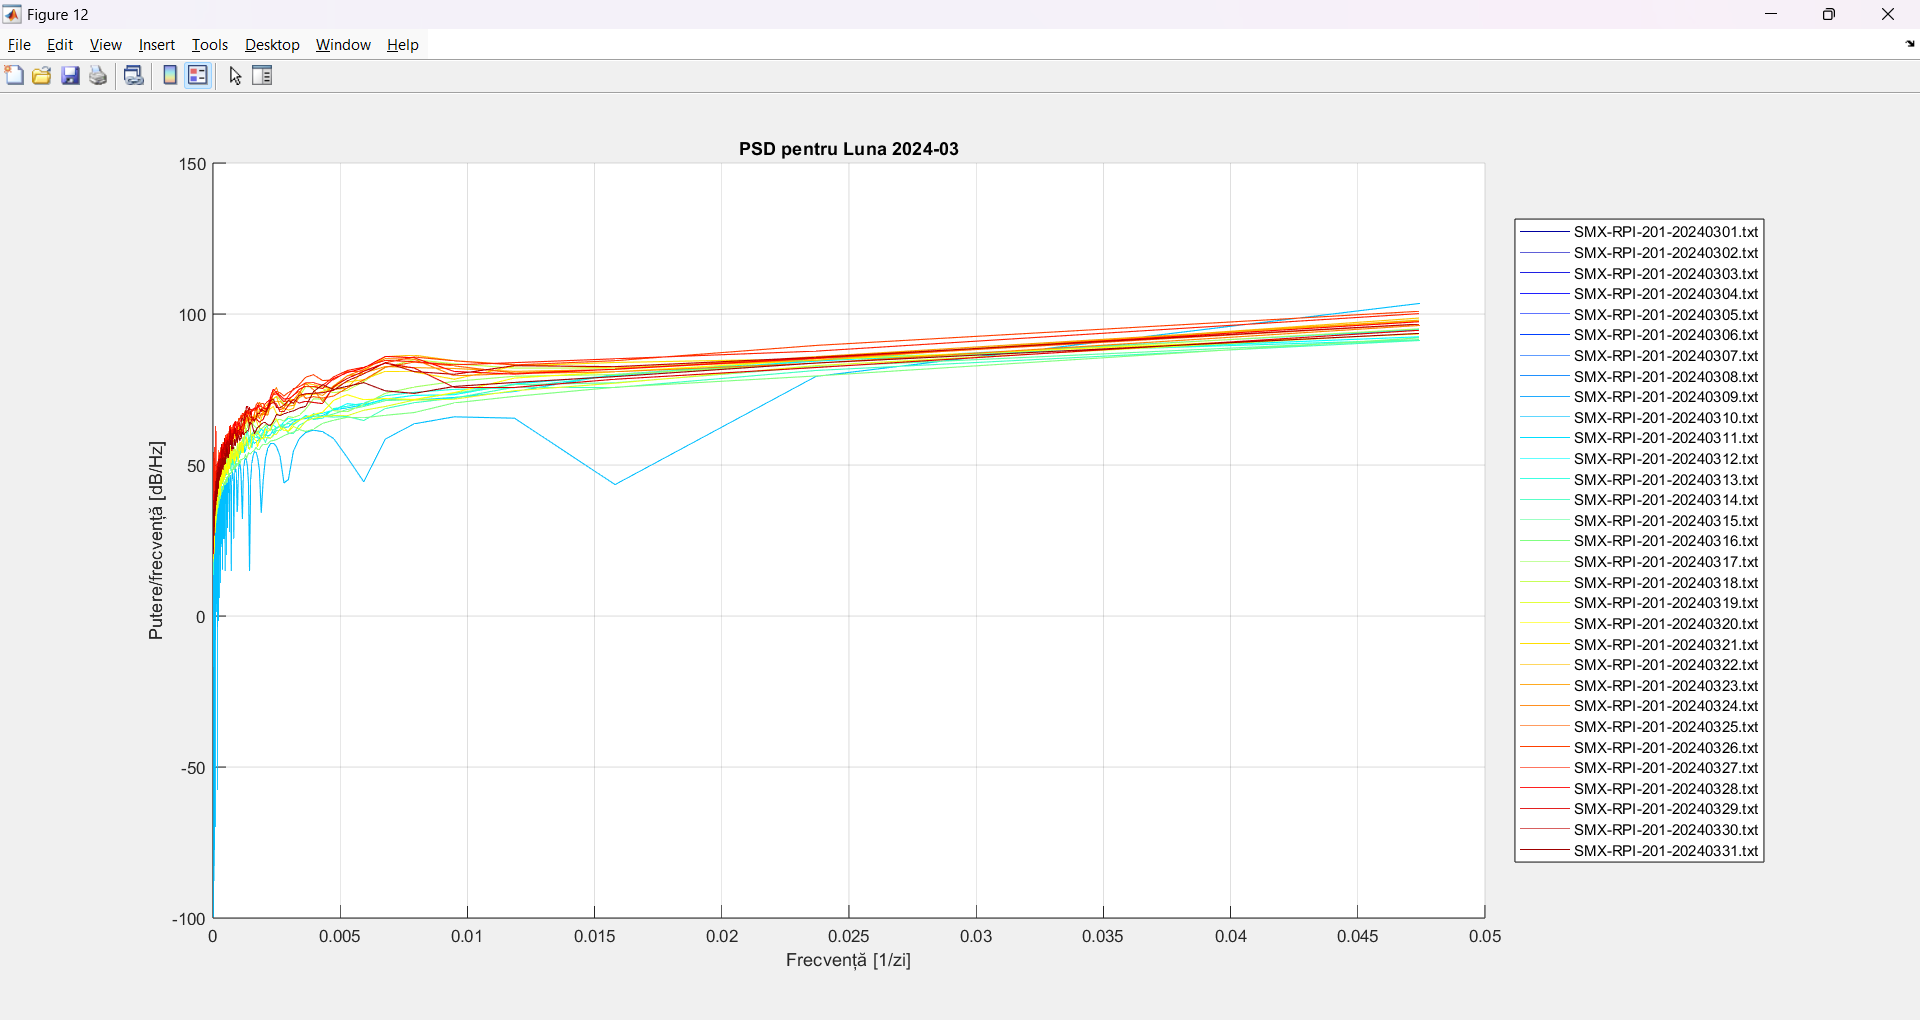 Figure 12
File Edit View Insert Tools Desktop Window Help
PSD pentru Luna 2024-03
150
100
50
0
-50
-100
Putere/frecvență [dB/Hz]
0 0.005 0.01 0.015 0.02 0.025 0.03 0.035 0.04 0.045 0.05
Frecvență [1/zi]
SMX-RPI-201-20240301.txt
SMX-RPI-201-20240302.txt
SMX-RPI-201-20240303.txt
SMX-RPI-201-20240304.txt
SMX-RPI-201-20240305.txt
SMX-RPI-201-20240306.txt
SMX-RPI-201-20240307.txt
SMX-RPI-201-20240308.txt
SMX-RPI-201-20240309.txt
SMX-RPI-201-20240310.txt
SMX-RPI-201-20240311.txt
SMX-RPI-201-20240312.txt
SMX-RPI-201-20240313.txt
SMX-RPI-201-20240314.txt
SMX-RPI-201-20240315.txt
SMX-RPI-201-20240316.txt
SMX-RPI-201-20240317.txt
SMX-RPI-201-20240318.txt
SMX-RPI-201-20240319.txt
SMX-RPI-201-20240320.txt
SMX-RPI-201-20240321.txt
SMX-RPI-201-20240322.txt
SMX-RPI-201-20240323.txt
SMX-RPI-201-20240324.txt
SMX-RPI-201-20240325.txt
SMX-RPI-201-20240326.txt
SMX-RPI-201-20240327.txt
SMX-RPI-201-20240328.txt
SMX-RPI-201-20240329.txt
SMX-RPI-201-20240330.txt
SMX-RPI-201-20240331.txt